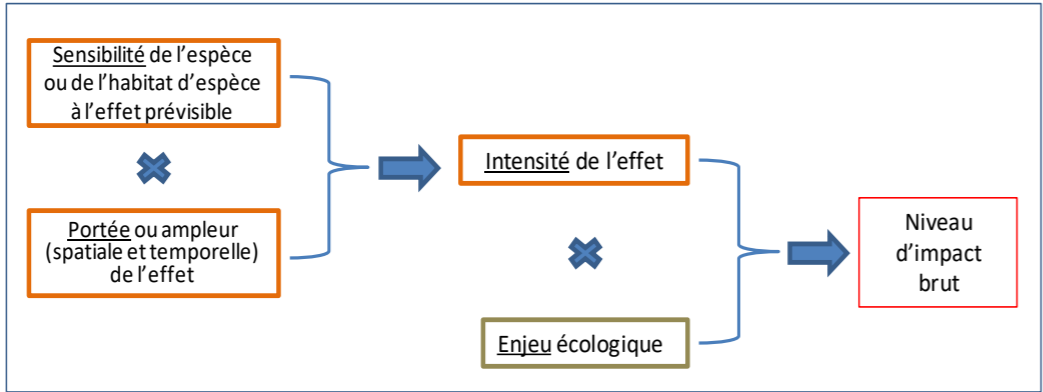 Sensibilité de l’espèce
ou de l’habitat d’espèce
à l’effet prévisible
Portée ou ampleur
(spatiale et temporelle)
de l’effet
Intensité de l’effet
Enjeu écologique
Niveau
d’impact
brut